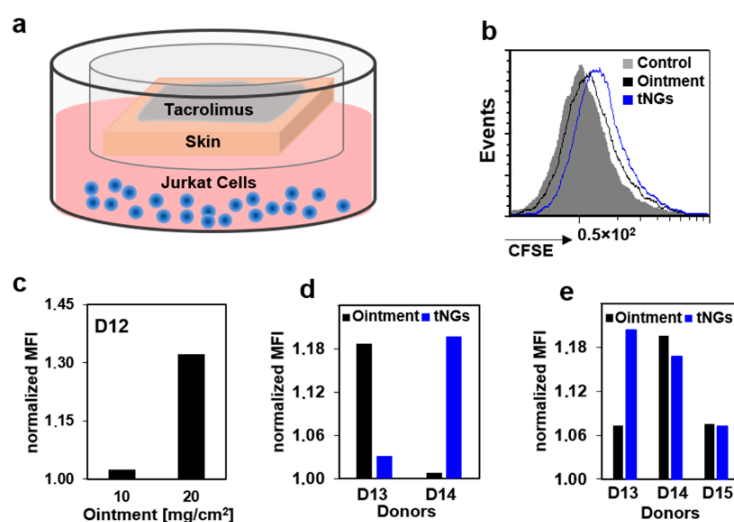 a
Tacrolimus
Skin
Jurkat Cells
b
Control
Ointment
tNGs
Events
0.5×10²
CFSE
c
D12
normalized MFI
1.45
1.30
1.15
1.00
10 20
Ointment [mg/cm²]
d
Ointment tNGs
normalized MFI
1.18
1.12
1.06
1.00
D13 D14
Donors
e
Ointment tNGs
normalized MFI
1.18
1.12
1.06
1.00
D13 D14 D15
Donors